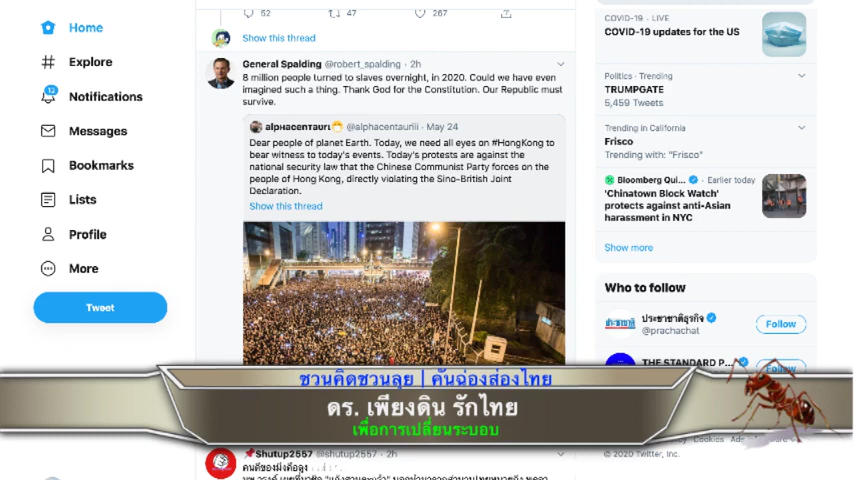 52 47 267
Home
Show this thread
Explore
Notifications
12
Messages
Bookmarks
Lists
Profile
More
Tweet
General Spalding @robert_spalding · 2h
8 million people turned to slaves overnight, in 2020. Could we have even
imagined such a thing. Thank God for the Constitution. Our Republic must
survive.
alpHacentauri @alphacentauriii · May 24
Dear people of planet Earth. Today, we need all eyes on #HongKong to
bear witness to today's events. Today's protests are against the
national security law that the Chinese Communist Party forces on the
people of Hong Kong, directly violating the Sino-British Joint
Declaration.
Show this thread
COVID-19 · LIVE
COVID-19 updates for the US
Politics · Trending
TRUMPGATE
5,459 Tweets
Trending in California
Frisco
Trending with: "Frisco"
Bloomberg Qui... · Earlier today
'Chinatown Block Watch'
protects against anti-Asian
harassment in NYC
Show more
Who to follow
ประชาชาติธุรกิจ
@prachachat
Follow
THE STANDARD P...
Follow
ชวนคิดชวนลุย | คันฉ่องส่องไทย
ดร. เพียงดิน รักไทย
เพื่อการเปลี่ยนระบอบ
Cookies
© 2020 Twitter, Inc.
Shutup2557 @shutup2557 · 2h